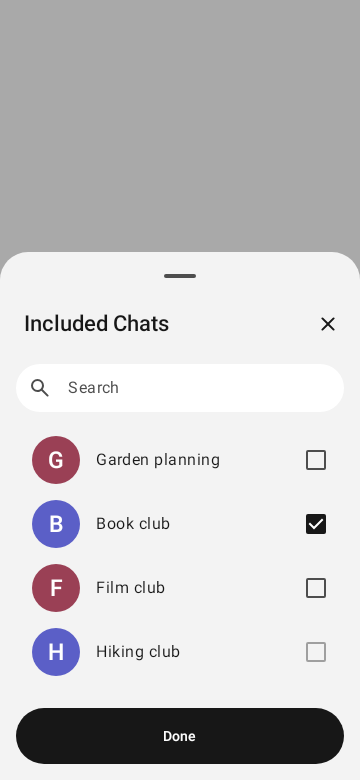 Included Chats
Search
G Garden planning
B Book club
F Film club
H Hiking club
Done